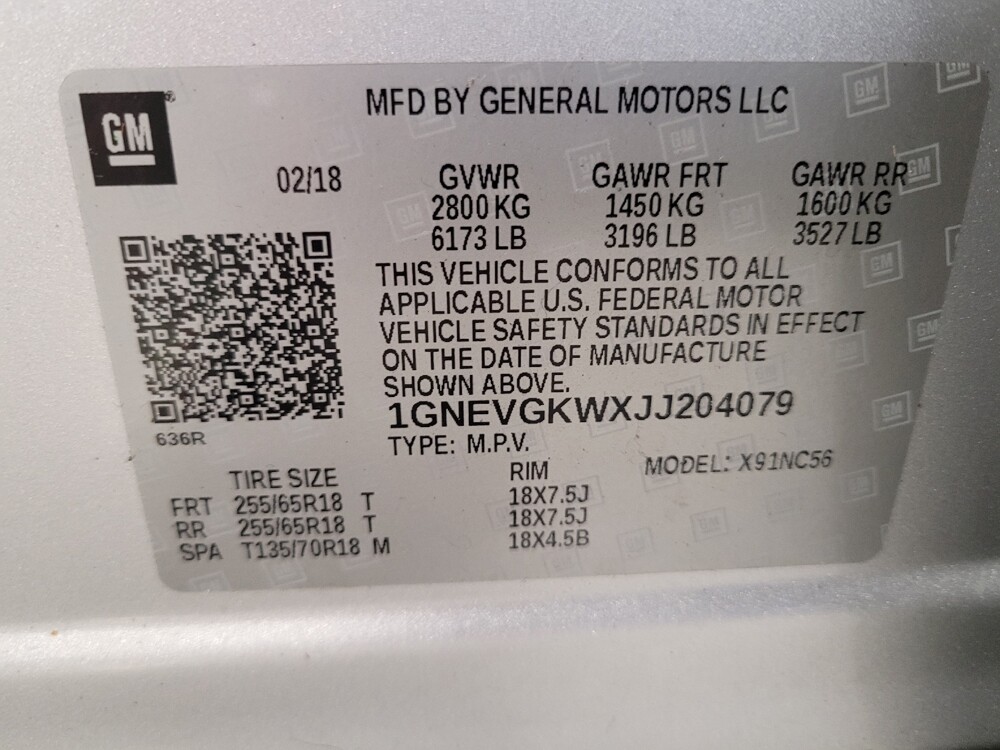 GM
MFD BY GENERAL MOTORS LLC
02/18 GVWR GAWR FRT GAWR RR
2800 KG 1450 KG 1600 KG
6173 LB 3196 LB 3527 LB
THIS VEHICLE CONFORMS TO ALL
APPLICABLE U.S. FEDERAL MOTOR
VEHICLE SAFETY STANDARDS IN EFFECT
ON THE DATE OF MANUFACTURE
SHOWN ABOVE.
1GNEVGKWXJJ204079
636R
TYPE: M.P.V. MODEL: X91NC56
TIRE SIZE RIM
FRT 255/65R18 T 18X7.5J
RR 255/65R18 T 18X7.5J
SPA T135/70R18 M 18X4.5B